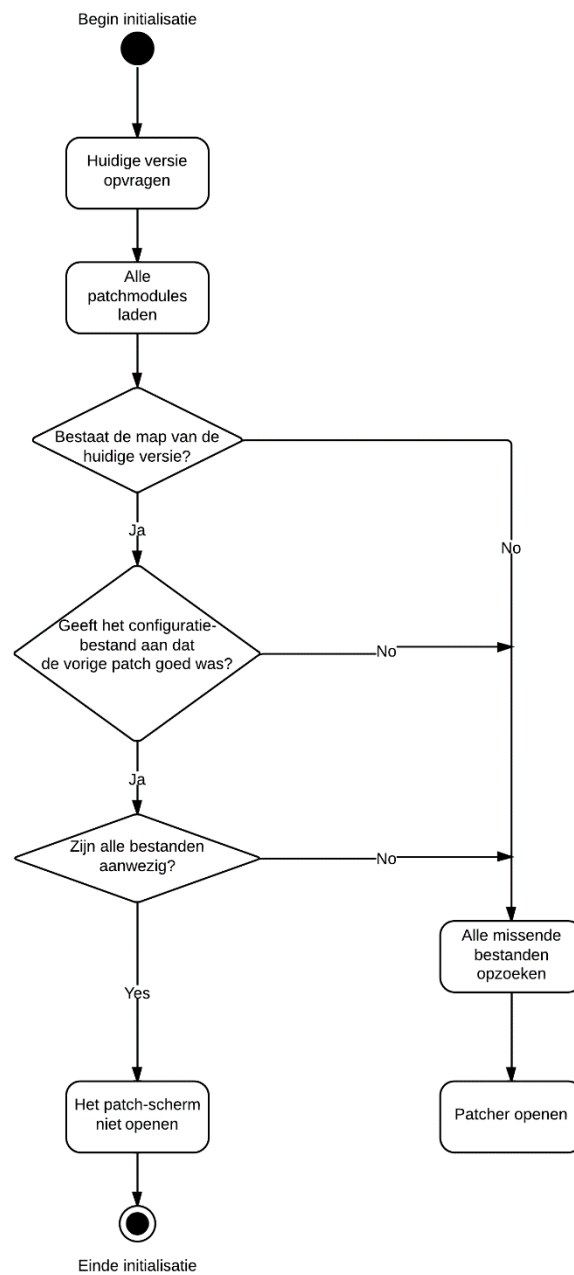 Begin initialisatie
Huidige versie
opvragen
Alle
patchmodules
laden
Bestaat de map van de
huidige versie?
Ja
No
Geeft het configuratie-
bestand aan dat
de vorige patch goed was?
No
Ja
Zijn alle bestanden
aanwezig?
No
Alle missende
bestanden
opzoeken
Yes
Het patch-scherm
niet openen
Patcher openen
Einde initialisatie